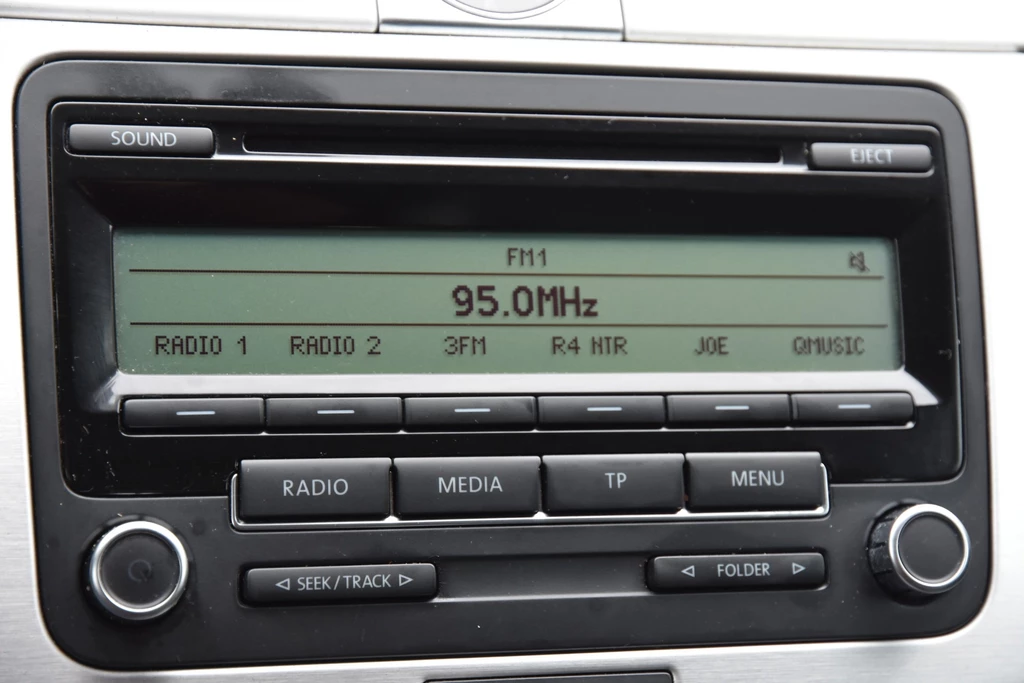 SOUND
EJECT
FM1
95.0MHz
RADIO 1 RADIO 2 3FM R4 NTR JOE QMUSIC
RADIO MEDIA TP MENU
SEEK/TRACK
FOLDER